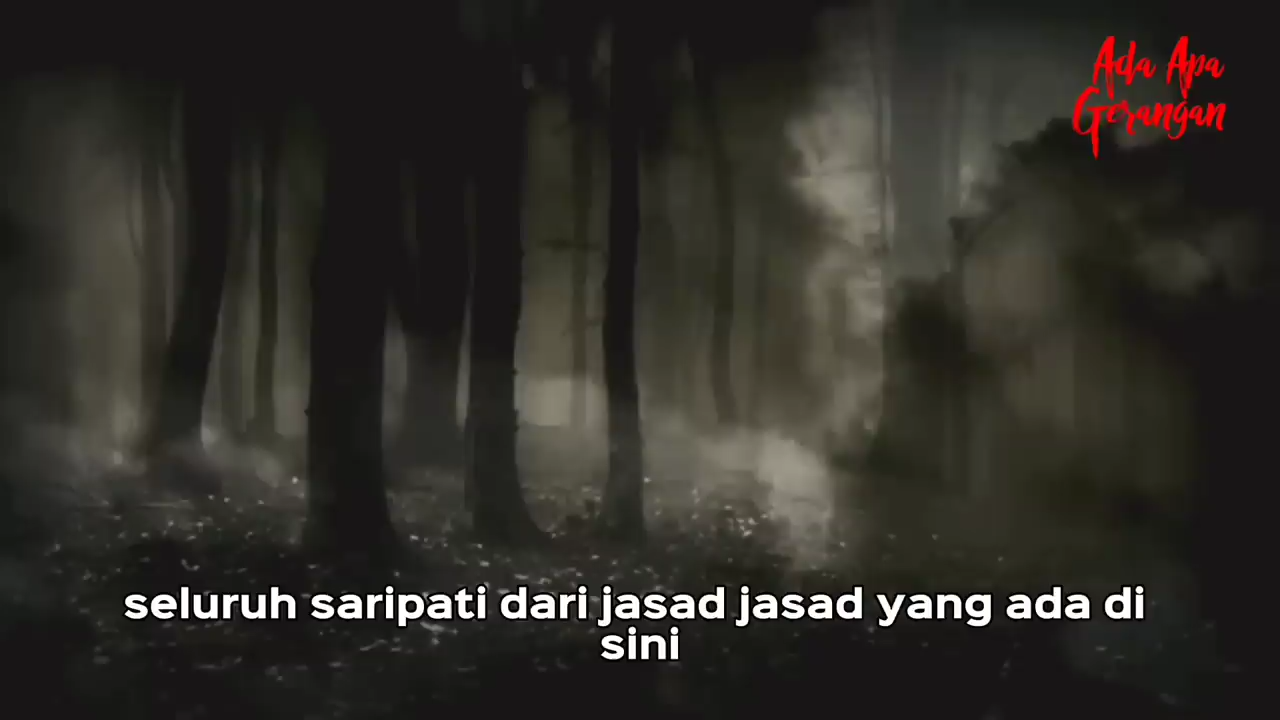 Ada Apa
Gerangan
seluruh saripati dari jasad jasad yang ada di
sini